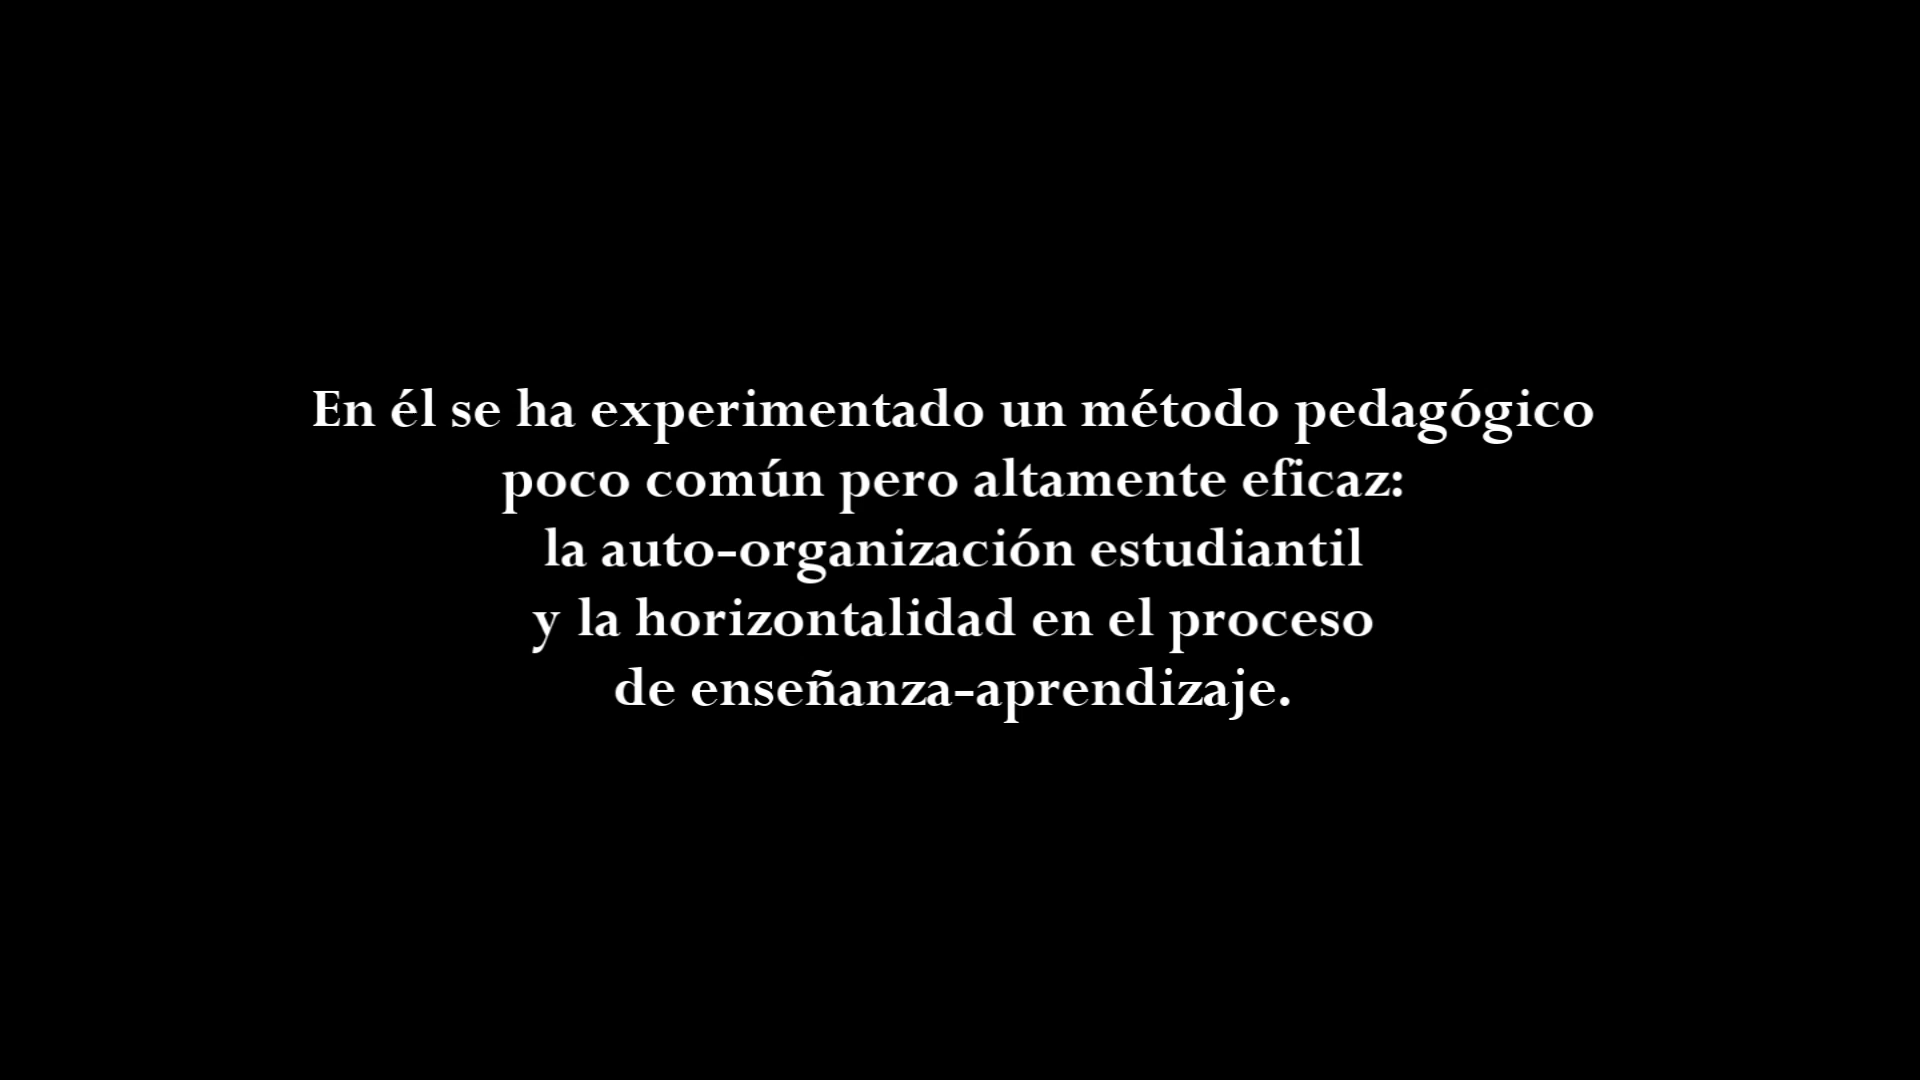 En él se ha experimentado un método pedagógico
poco común pero altamente eficaz:
la auto-organización estudiantil
y la horizontalidad en el proceso
de enseñanza-aprendizaje.